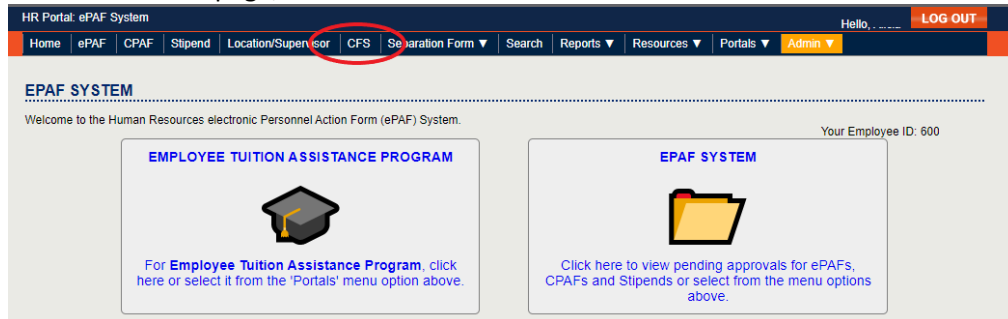 HR Portal: ePAF System
Hello,
LOG OUT
Home ePAF CPAF Stipend Location/Supervisor CFS Separation Form ▼ Search Reports ▼ Resources ▼ Portals ▼ Admin ▼
EPAF SYSTEM
Welcome to the Human Resources electronic Personnel Action Form (ePAF) System.
Your Employee ID: 600
EMPLOYEE TUITION ASSISTANCE PROGRAM
For Employee Tuition Assistance Program, click
here or select it from the 'Portals' menu option above.
EPAF SYSTEM
Click here to view pending approvals for ePAFs,
CPAFs and Stipends or select from the menu options
above.